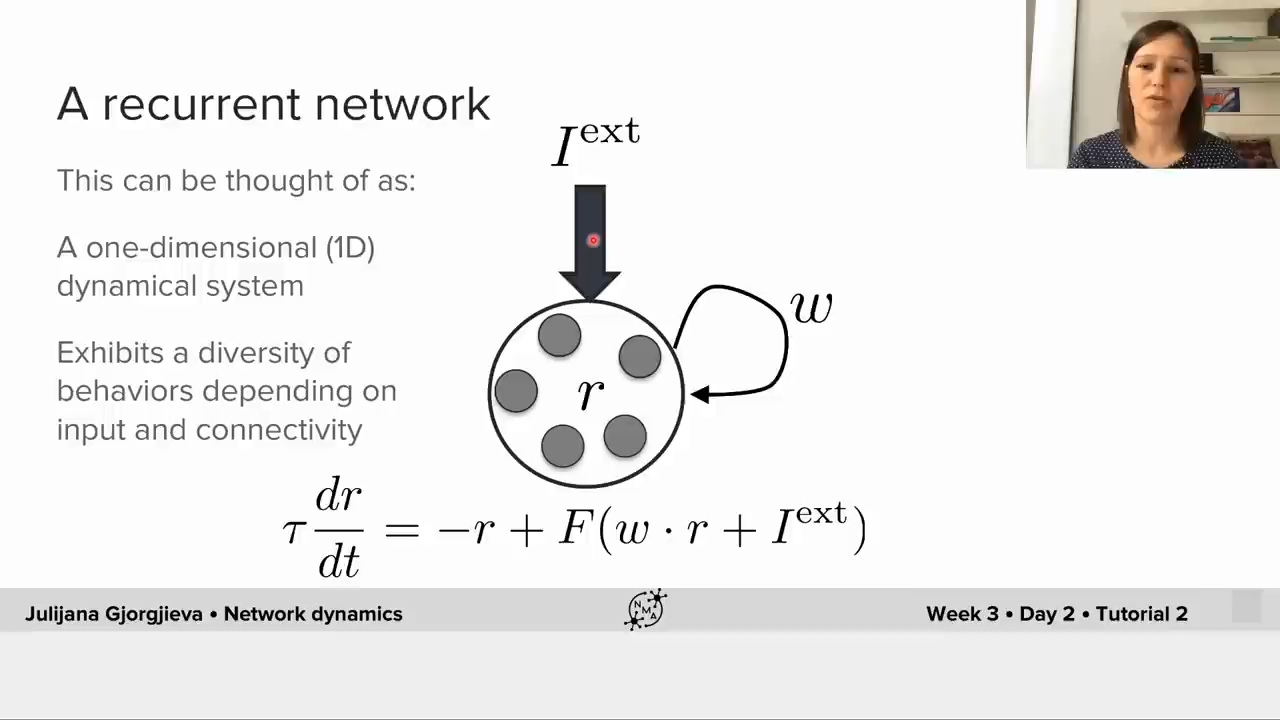 A recurrent network
This can be thought of as:
A one-dimensional (1D)
dynamical system
Exhibits a diversity of
behaviors depending on
input and connectivity
I^ext
w
r
τ dr/dt = −r + F(w · r + I^ext)
Julijana Gjorgjieva • Network dynamics
N M A
Week 3 • Day 2 • Tutorial 2